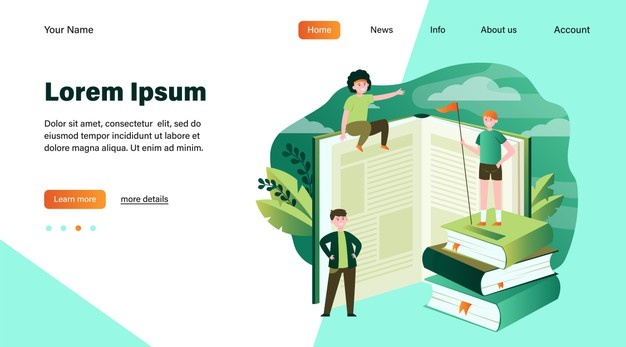 Your Name
Home
News
Info
About us
Account
Lorem Ipsum
Dolor sit amet, consectetur elit, sed do
eiusmod tempor incididunt ut labore et
dolore magna aliqua. Ut enim ad minim.
Learn more
more details